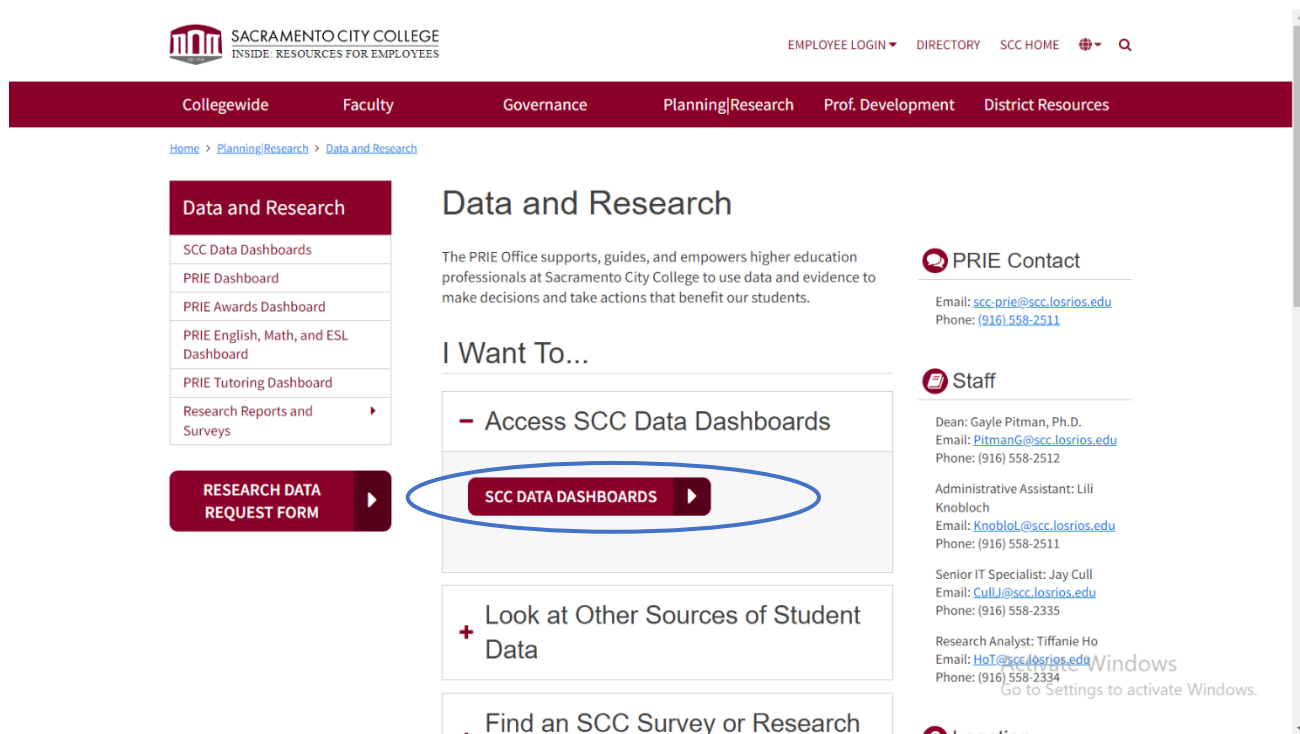 SACRAMENTO CITY COLLEGE
INSIDE: RESOURCES FOR EMPLOYEES
EMPLOYEE LOGIN DIRECTORY SCC HOME
Collegewide Faculty Governance Planning|Research Prof. Development District Resources
Home > Planning|Research > Data and Research
Data and Research
SCC Data Dashboards
PRIE Dashboard
PRIE Awards Dashboard
PRIE English, Math, and ESL
Dashboard
PRIE Tutoring Dashboard
Research Reports and
Surveys
RESEARCH DATA
REQUEST FORM
Data and Research
The PRIE Office supports, guides, and empowers higher education
professionals at Sacramento City College to use data and evidence to
make decisions and take actions that benefit our students.
I Want To...
Access SCC Data Dashboards
SCC DATA DASHBOARDS
Look at Other Sources of Student
Data
Find an SCC Survey or Research
PRIE Contact
Email: scc-prie@scc.losrios.edu
Phone: (916) 558-2511
Staff
Dean: Gayle Pitman, Ph.D.
Email: PitmanG@scc.losrios.edu
Phone: (916) 558-2512
Administrative Assistant: Lili
Knobloch
Email: KnobloL@scc.losrios.edu
Phone: (916) 558-2511
Senior IT Specialist: Jay Cull
Email: CullJ@scc.losrios.edu
Phone: (916) 558-2335
Research Analyst: Tiffanie Ho
Email: HoT@scc.losrios.edu
Phone: (916) 558-2334
Activate Windows
Go to Settings to activate Windows.